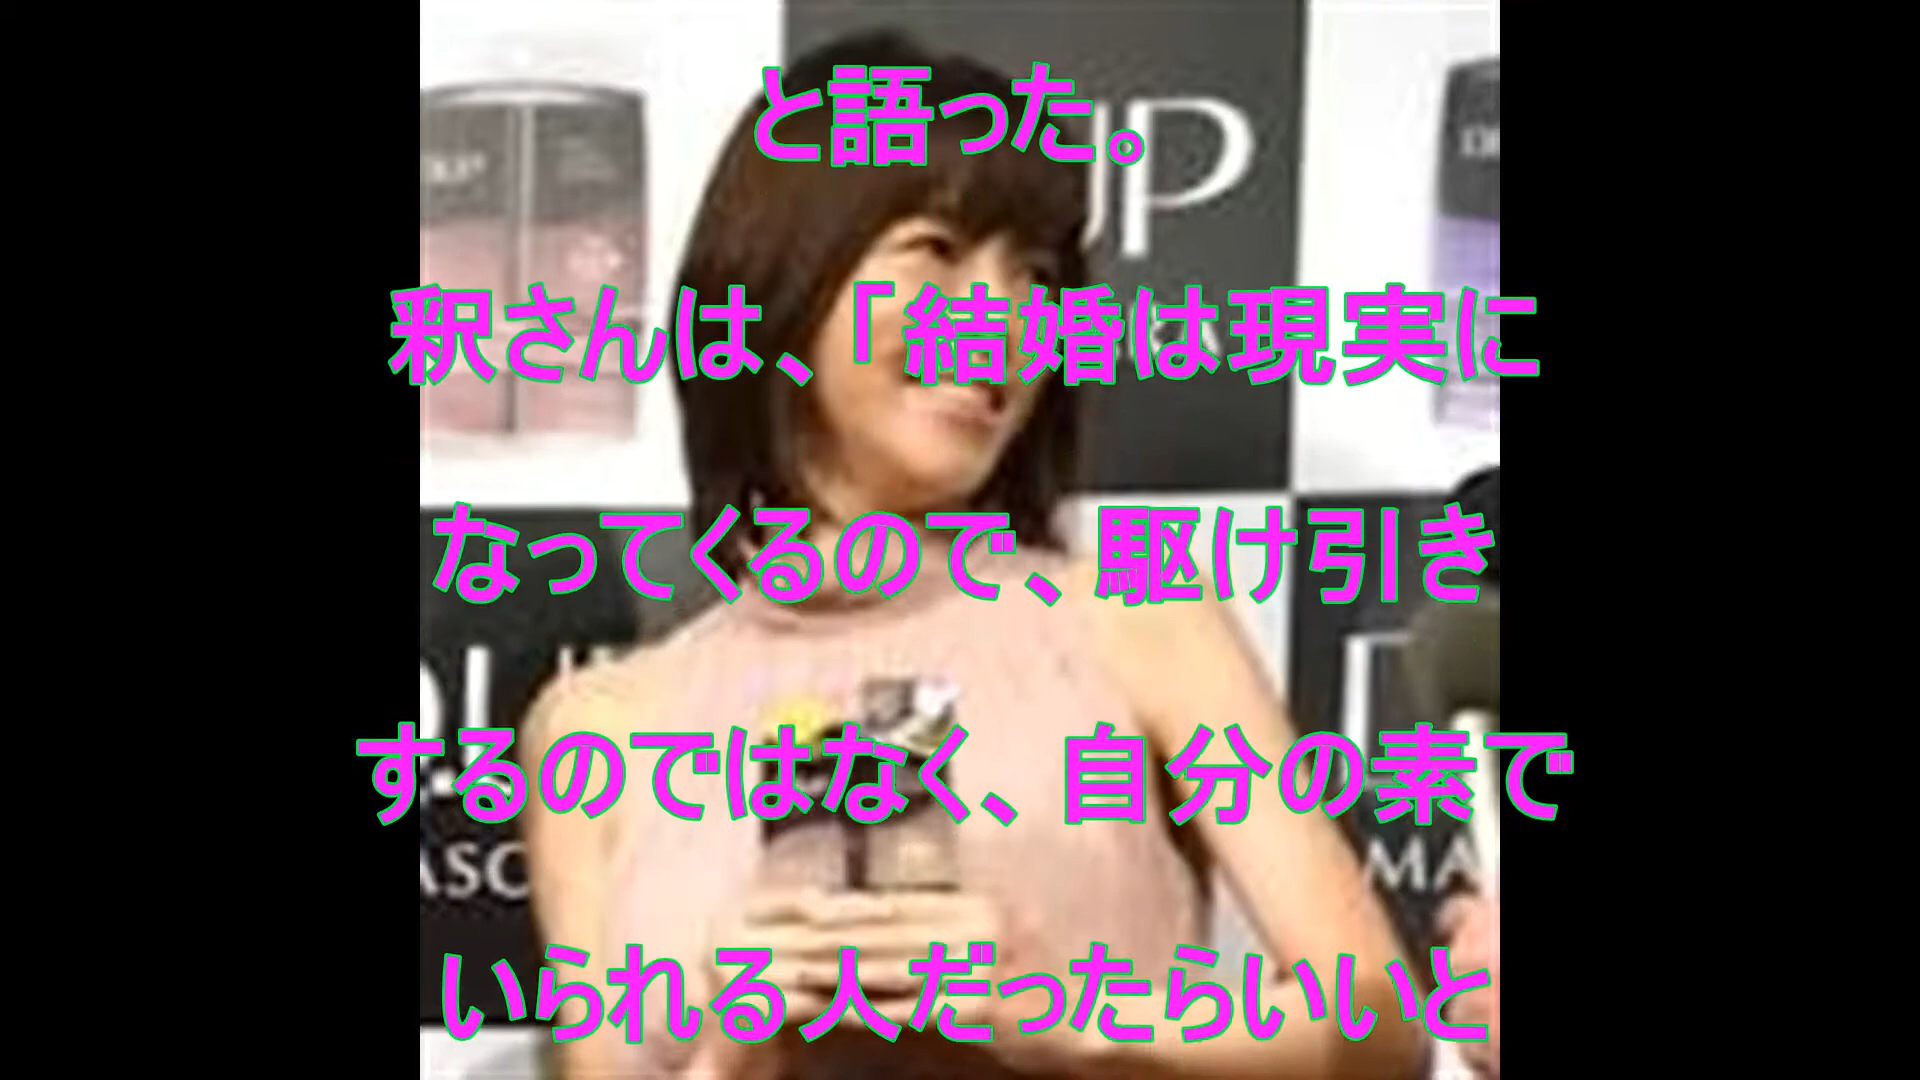 と語った。
UP
釈さんは、「結婚は現実に
なってくるので、駆け引き
するのではなく、自分の素で
MA
いられる人だったらいいと